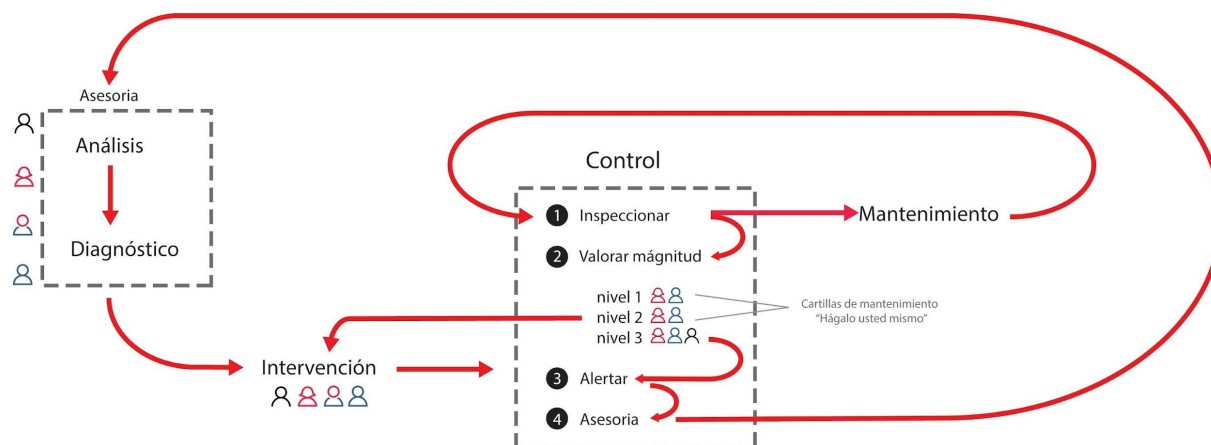 Asesoria
Análisis
Diagnóstico
Intervención
Control
1 Inspeccionar
2 Valorar mágnitud
nivel 1
nivel 2
nivel 3
3 Alertar
4 Asesoria
Mantenimiento
Cartillas de mantenimiento
“Hágalo usted mismo”